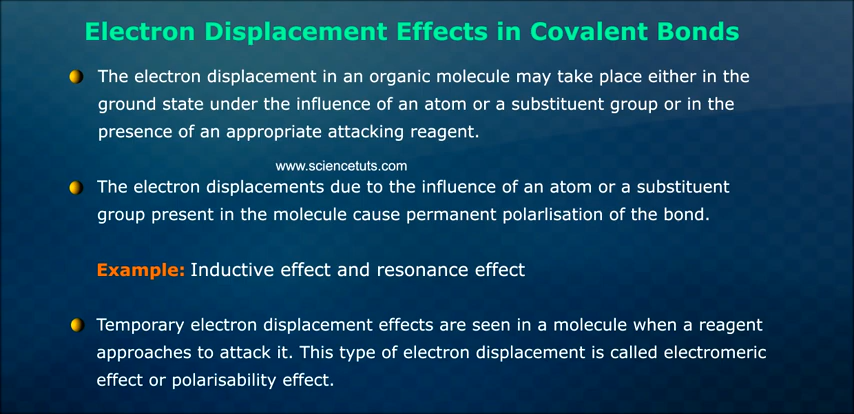 Electron Displacement Effects in Covalent Bonds
The electron displacement in an organic molecule may take place either in the
ground state under the influence of an atom or a substituent group or in the
presence of an appropriate attacking reagent.
www.sciencetuts.com
The electron displacements due to the influence of an atom or a substituent
group present in the molecule cause permanent polarlisation of the bond.
Example: Inductive effect and resonance effect
Temporary electron displacement effects are seen in a molecule when a reagent
approaches to attack it. This type of electron displacement is called electromeric
effect or polarisability effect.